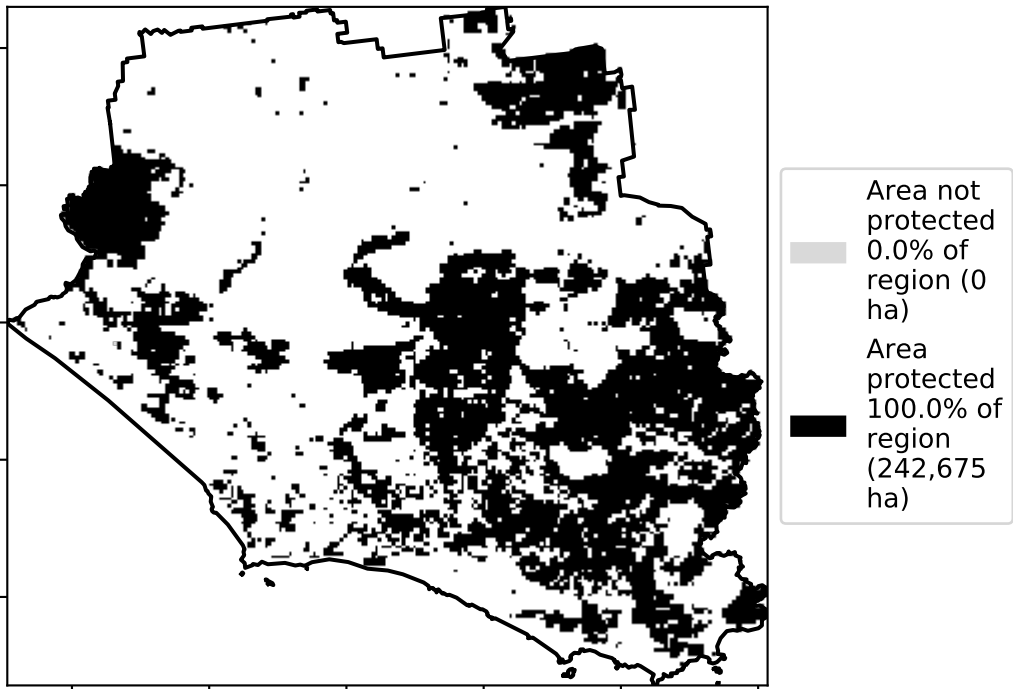 Area not
protected
0.0% of
region (0
ha)
Area
protected
100.0% of
region
(242,675
ha)